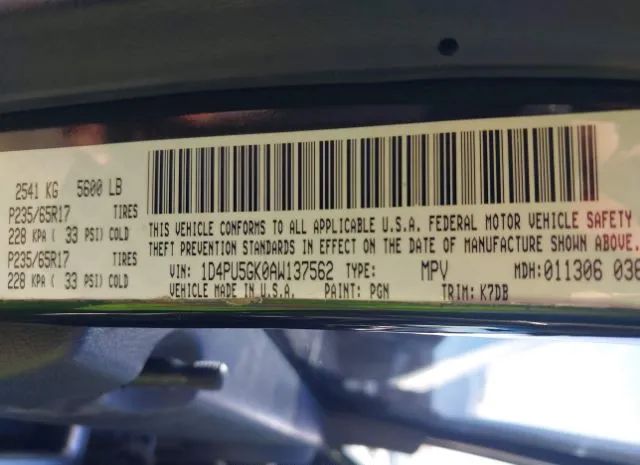 2541 KG 5600 LB
P235/65R17 TIRES
228 KPA ( 33 PSI) COLD
P235/65R17 TIRES
228 KPA ( 33 PSI) COLD
THIS VEHICLE CONFORMS TO ALL APPLICABLE U.S.A. FEDERAL MOTOR VEHICLE SAFETY
THEFT PREVENTION STANDARDS IN EFFECT ON THE DATE OF MANUFACTURE SHOWN ABOVE.
VIN: 1D4PU5GK0AW137562 TYPE: MPV MDH:011306 038
VEHICLE MADE IN U.S.A. PAINT: PGN TRIM: K7DB